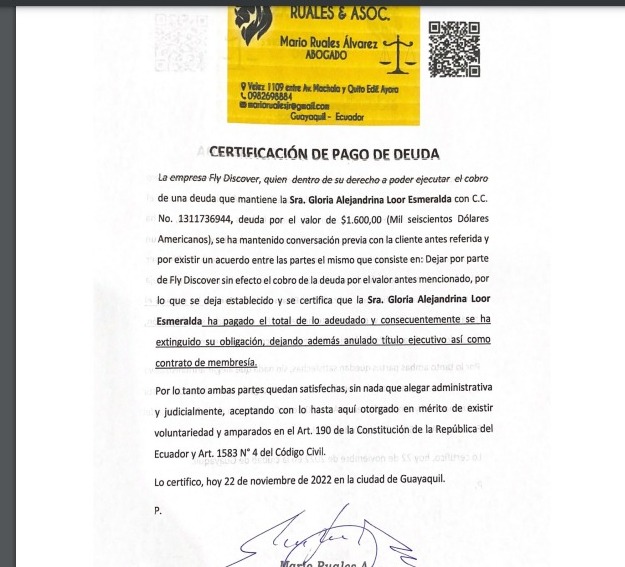 RUALES & ASOC.
Mario Ruales Álvarez
ABOGADO
Velez 1109 entre Av. Machala y Quito Edif. Ayora
0982698884
marioruales@gmail.com
Guayaquil - Ecuador
CERTIFICACIÓN DE PAGO DE DEUDA
La empresa Fly Discover, quien dentro de su derecho a poder ejecutar el cobro
de una deuda que mantiene la Sra. Gloria Alejandrina Loor Esmeralda con C.C.
No. 1311736944, deuda por el valor de $1.600,00 (Mil seiscientos Dólares
Americanos), se ha mantenido conversación previa con la cliente antes referida y
por existir un acuerdo entre las partes el mismo que consiste en: Dejar por parte
de Fly Discover sin efecto el cobro de la deuda por el valor antes mencionado, por
lo que se deja establecido y se certifica que la Sra. Gloria Alejandrina Loor
Esmeralda ha pagado el total de lo adeudado y consecuentemente se ha
extinguido su obligación, dejando además anulado título ejecutivo así como
contrato de membresía.
Por lo tanto ambas partes quedan satisfechas, sin nada que alegar administrativa
y judicialmente, aceptando con lo hasta aquí otorgado en mérito de existir
voluntariedad y amparados en el Art. 190 de la Constitución de la República del
Ecuador y Art. 1583 N° 4 del Código Civil.
Lo certifico, hoy 22 de noviembre de 2022 en la ciudad de Guayaquil.
P.
Mario Ruales A.